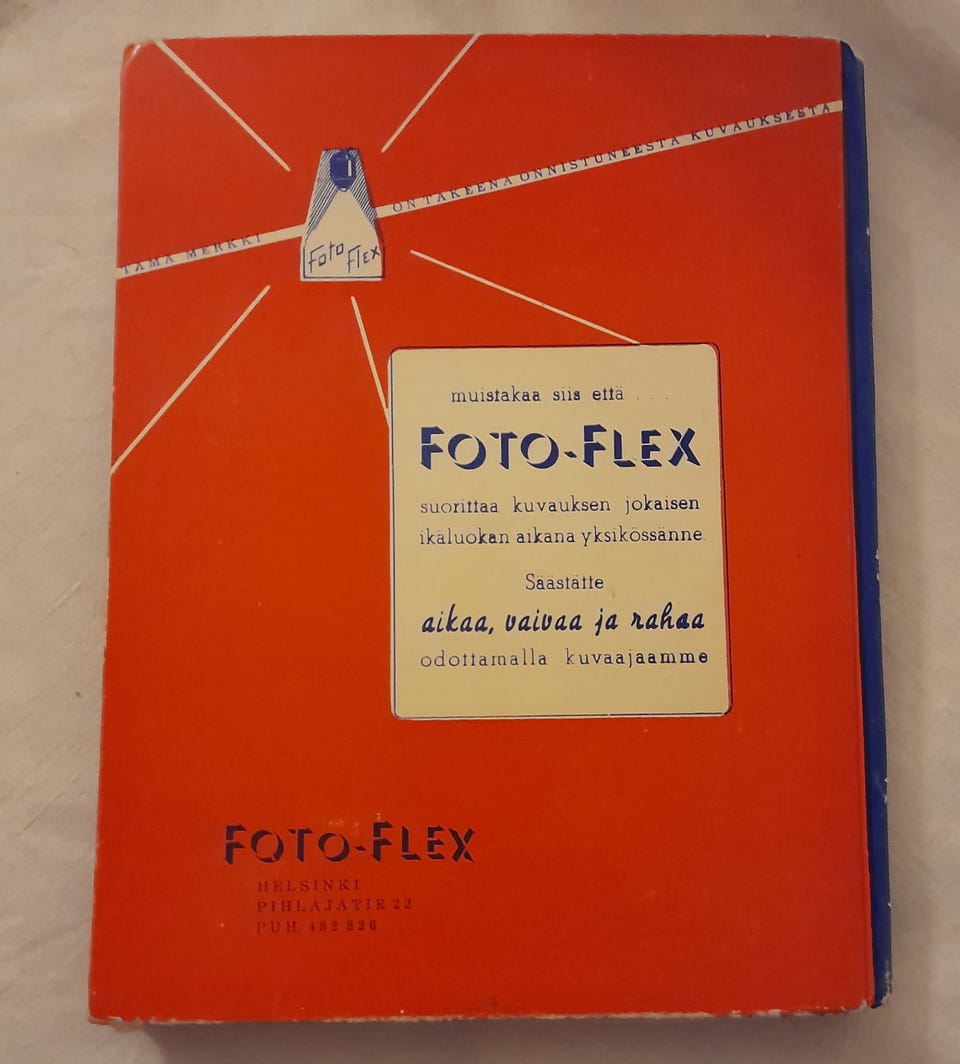 TÄMÄ MERKKI ON TAKEENA ONNISTUNEESTA KUVAUKSESTA
Foto Flex
muistakaa siis että . . .
FOTO-FLEX
suorittaa kuvauksen jokaisen
ikäluokan aikana yksikössänne.
Säästätte
aikaa, vaivaa ja rahaa
odottamalla kuvaajaamme
FOTO-FLEX
HELSINKI
PIHLAJATIE 22
PUH. 482 826